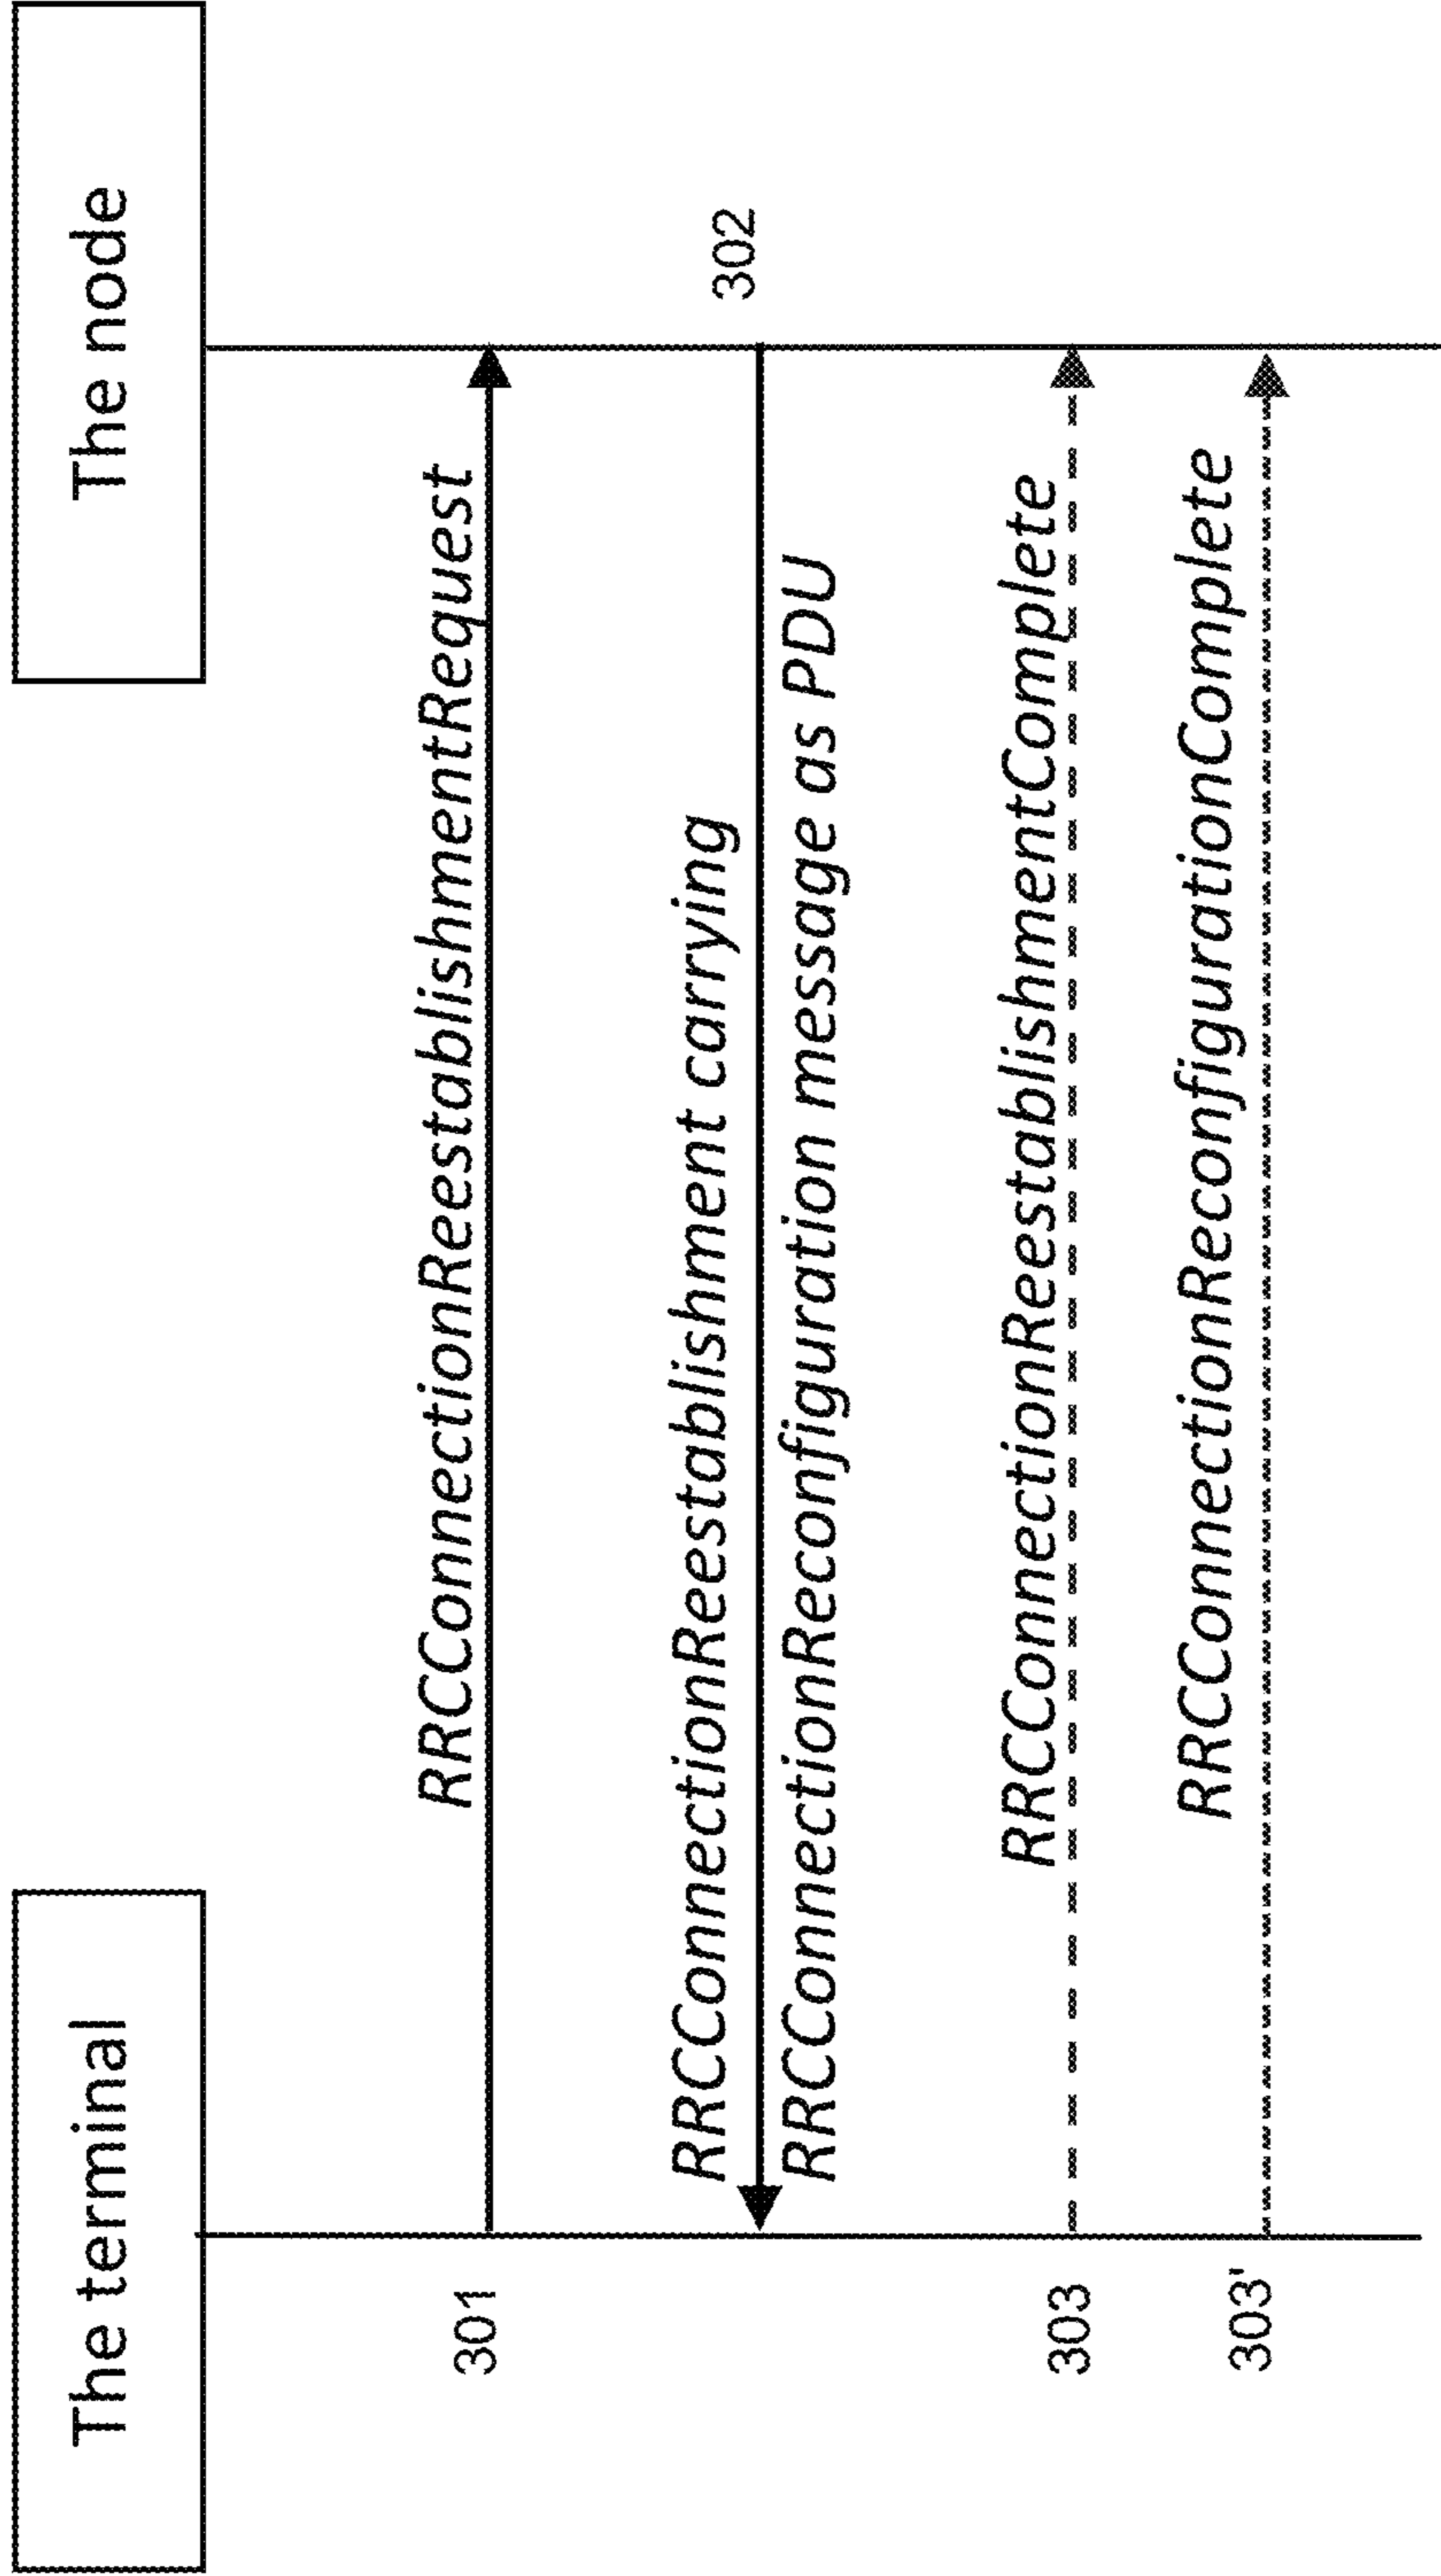 The terminal
The node
301
RRCConnectionReestablishmentRequest
RRCConnectionReestablishment carrying
302
RRCConnectionReconfiguration message as PDU
303
RRCConnectionReestablishmentComplete
303'
RRCConnectionReconfigurationComplete